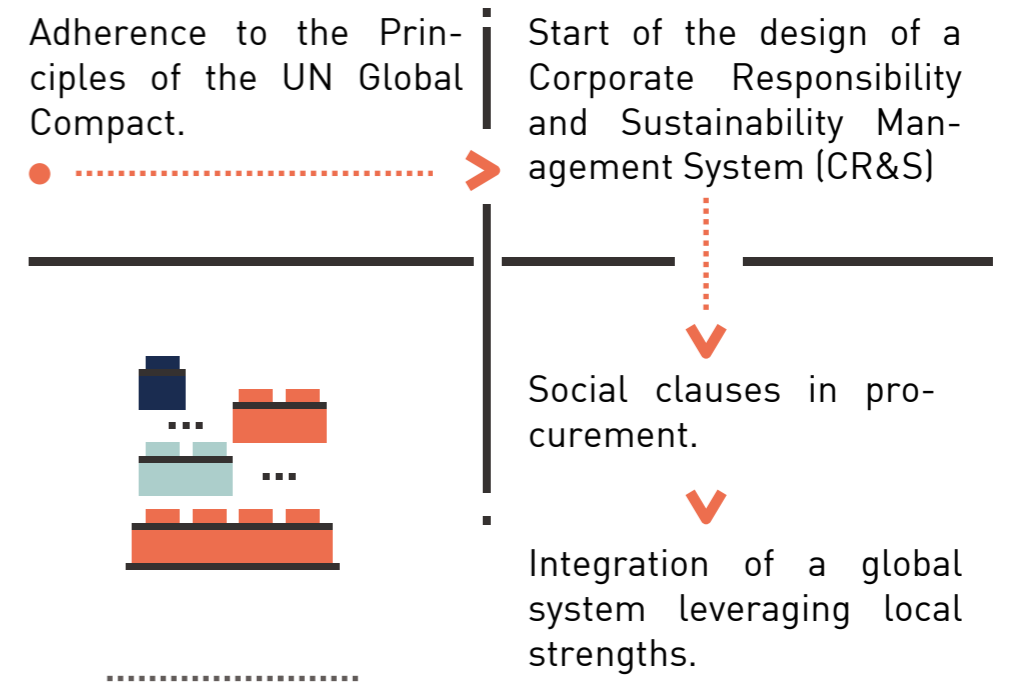 Adherence to the Prin-
ciples of the UN Global
Compact.
Start of the design of a
Corporate Responsibility
and Sustainability Man-
agement System (CR&S)
Social clauses in pro-
curement.
Integration of a global
system leveraging local
strengths.